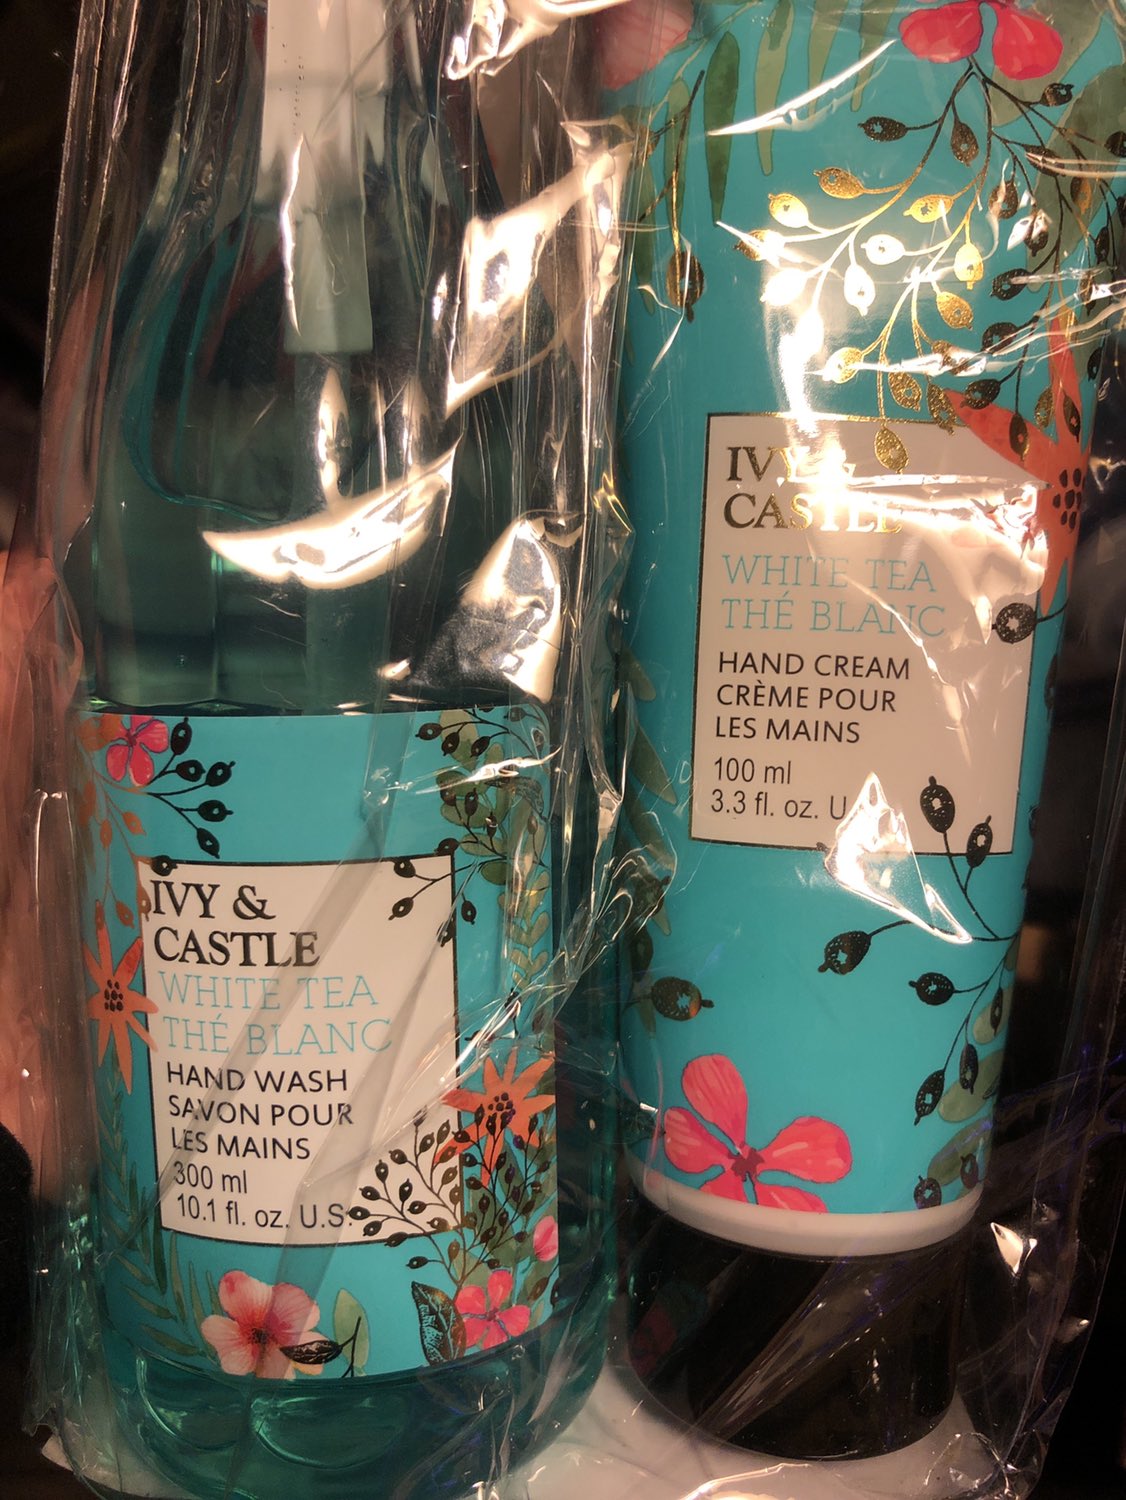 IVY &
CASTLE
WHITE TEA
THÉ BLANC
HAND WASH
SAVON POUR
LES MAINS
300 ml
10.1 fl. oz. U.S.
IVY &
CASTLE
WHITE TEA
THÉ BLANC
HAND CREAM
CRÈME POUR
LES MAINS
100 ml
3.3 fl. oz.